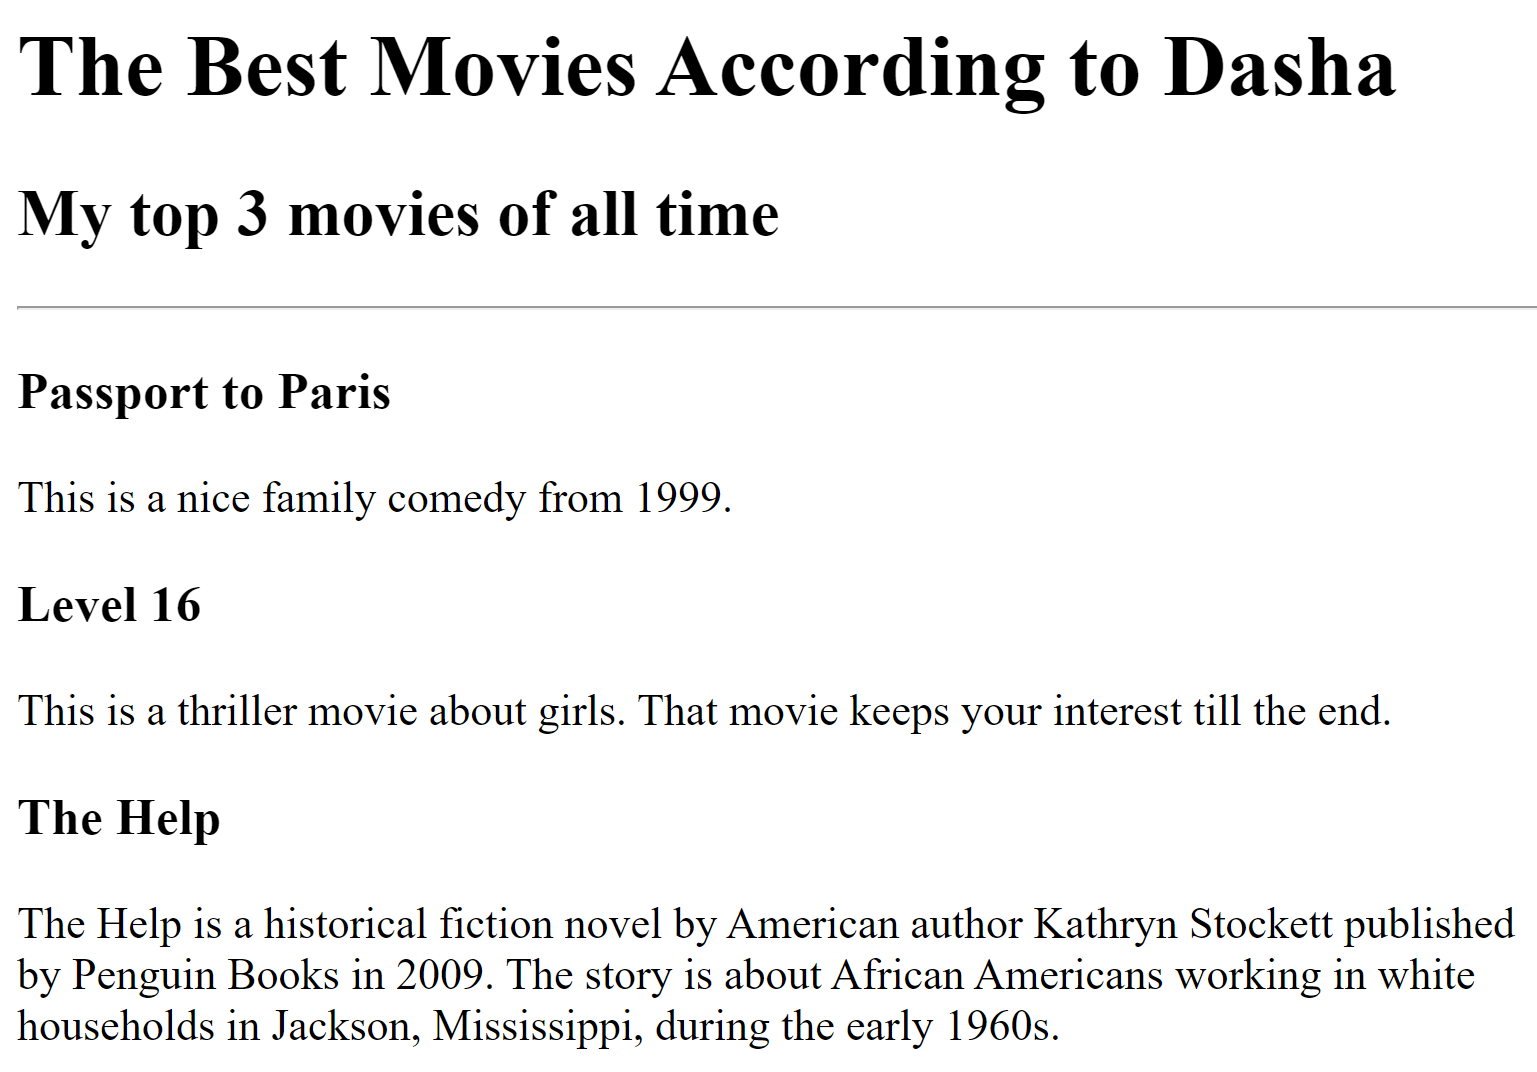 The Best Movies According to Dasha
My top 3 movies of all time
Passport to Paris
This is a nice family comedy from 1999.
Level 16
This is a thriller movie about girls. That movie keeps your interest till the end.
The Help
The Help is a historical fiction novel by American author Kathryn Stockett published
by Penguin Books in 2009. The story is about African Americans working in white
households in Jackson, Mississippi, during the early 1960s.